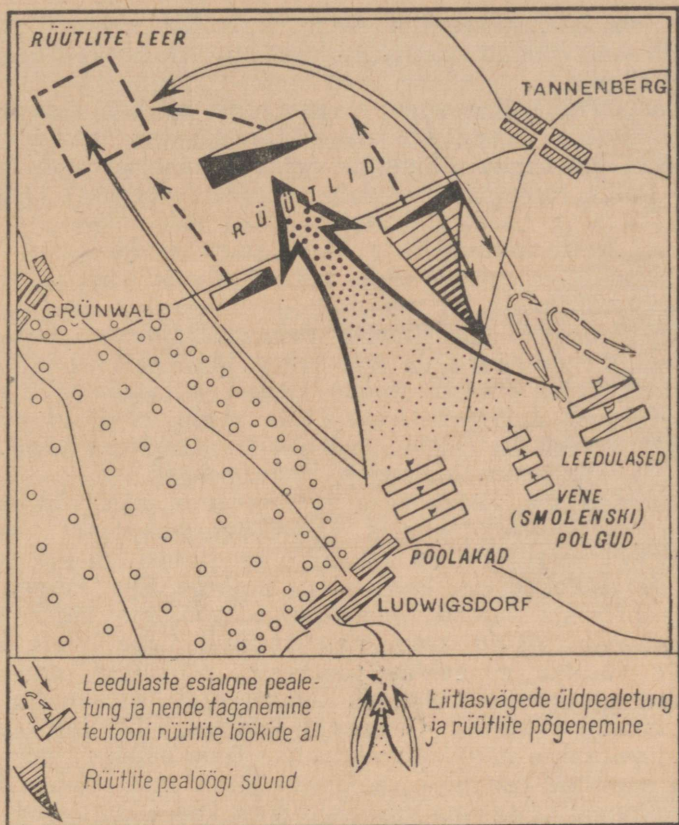 RÜÜTLITE LEER
TANNENBERG
RÜÜTLID
GRÜNWALD
LEEDULASED
VENE
(SMOLENSKI)
POLGUD
POOLAKAD
LUDWIGSDORF
Leedulaste esialgne peale-
tung ja nende taganemine
teutooni rüütlite löökide all
Rüütlite pealöögi suund
Liitlasvägede üldpealetung
ja rüütlite põgenemine